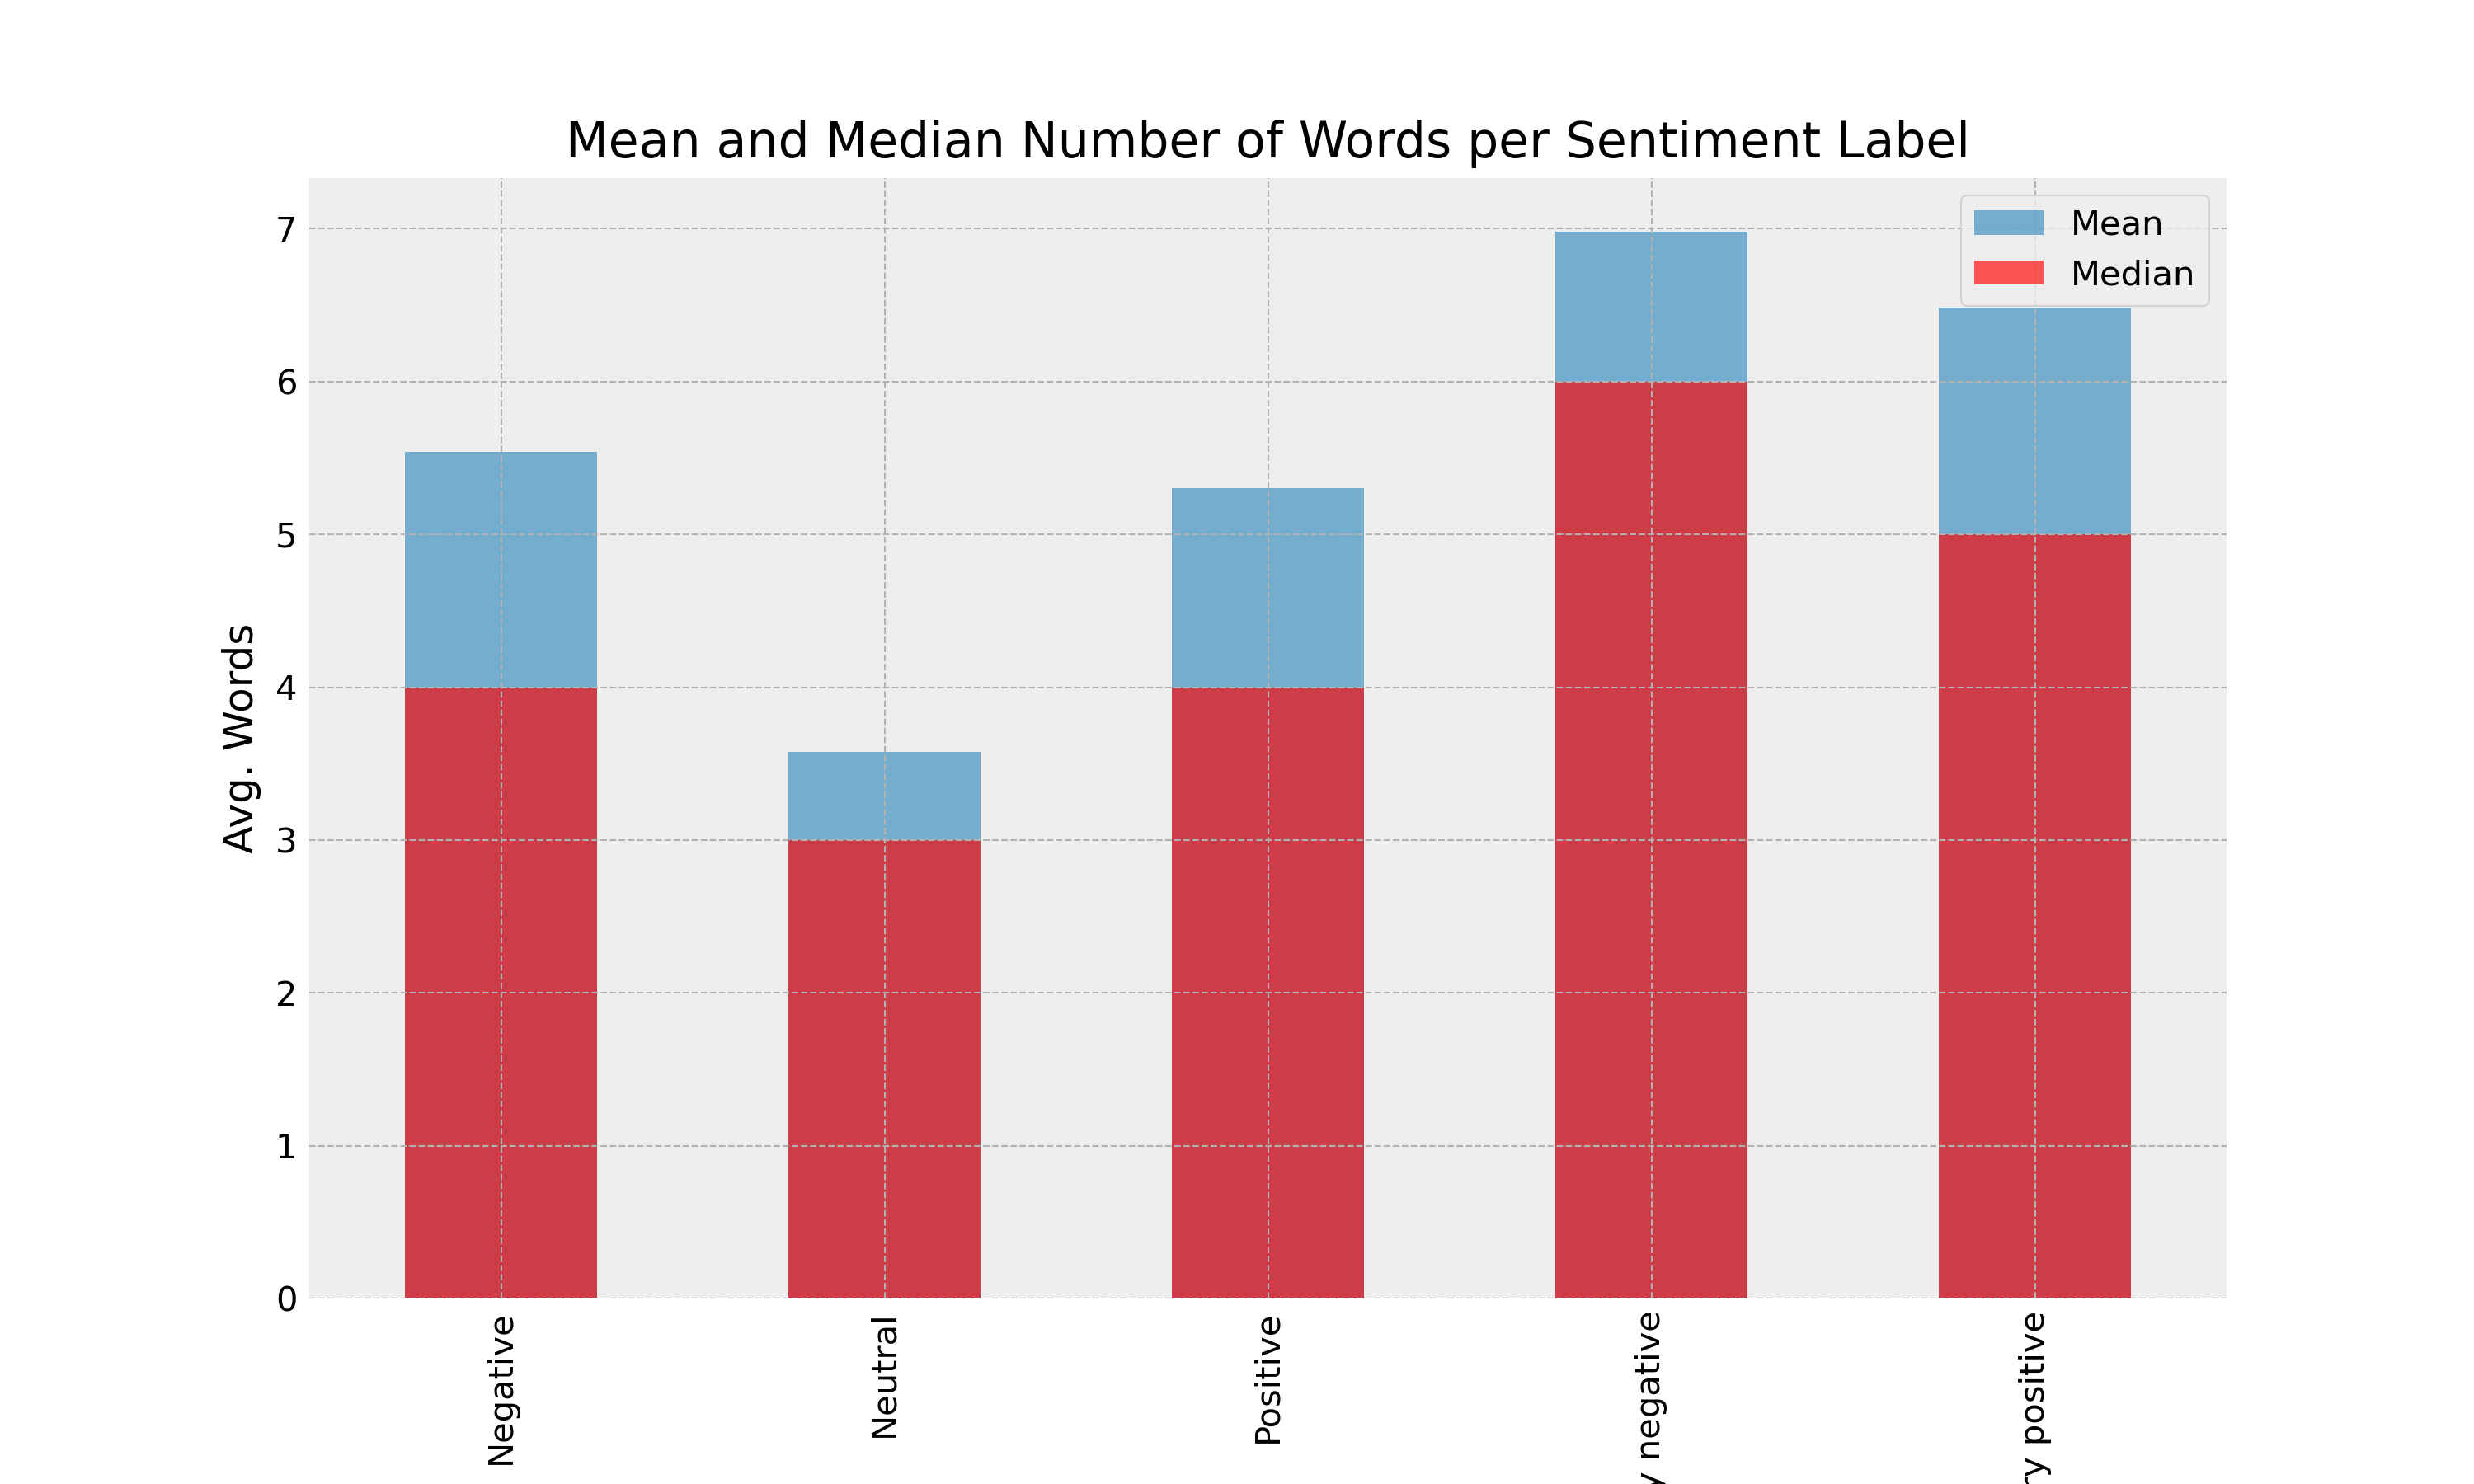 Mean and Median Number of Words per Sentiment Label
Mean
Median
Avg. Words
7
6
5
4
3
2
1
0
Negative
Neutral
Positive
y negative
ry positive